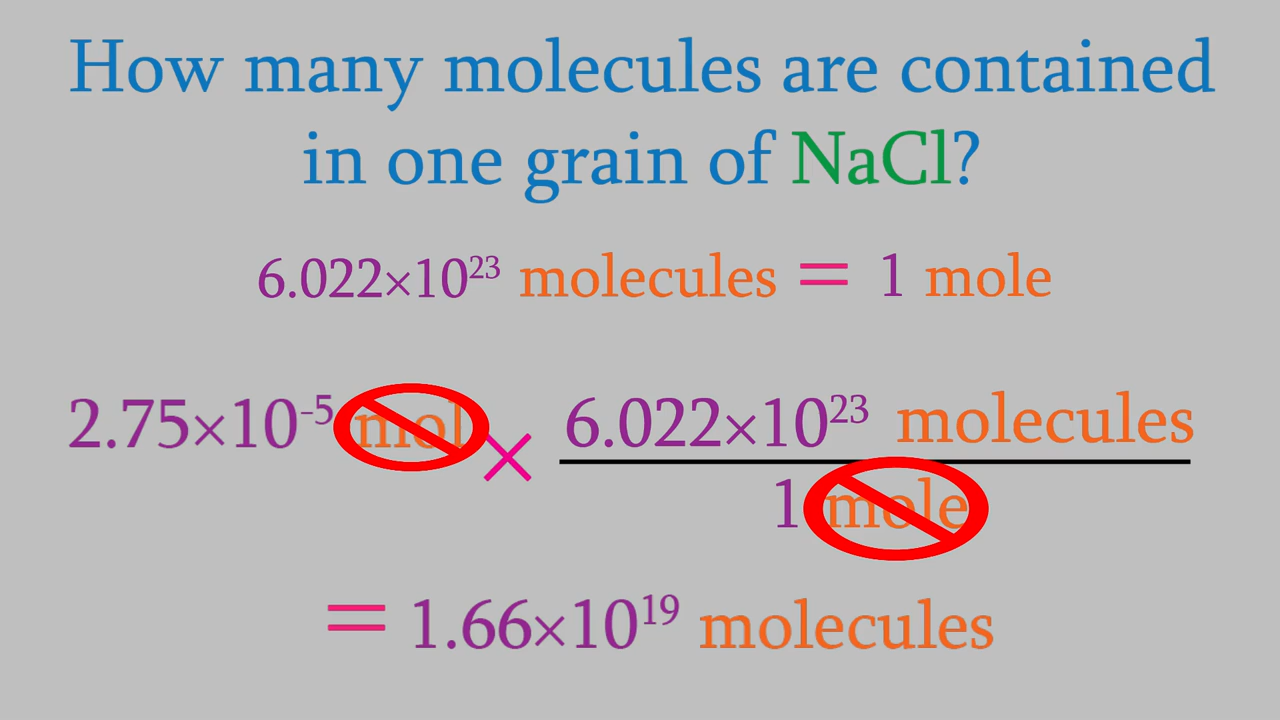 How many molecules are contained
in one grain of NaCl?
6.022×10²³ molecules = 1 mole
2.75×10⁻⁵ mol × 6.022×10²³ molecules
1 mole
= 1.66×10¹⁹ molecules